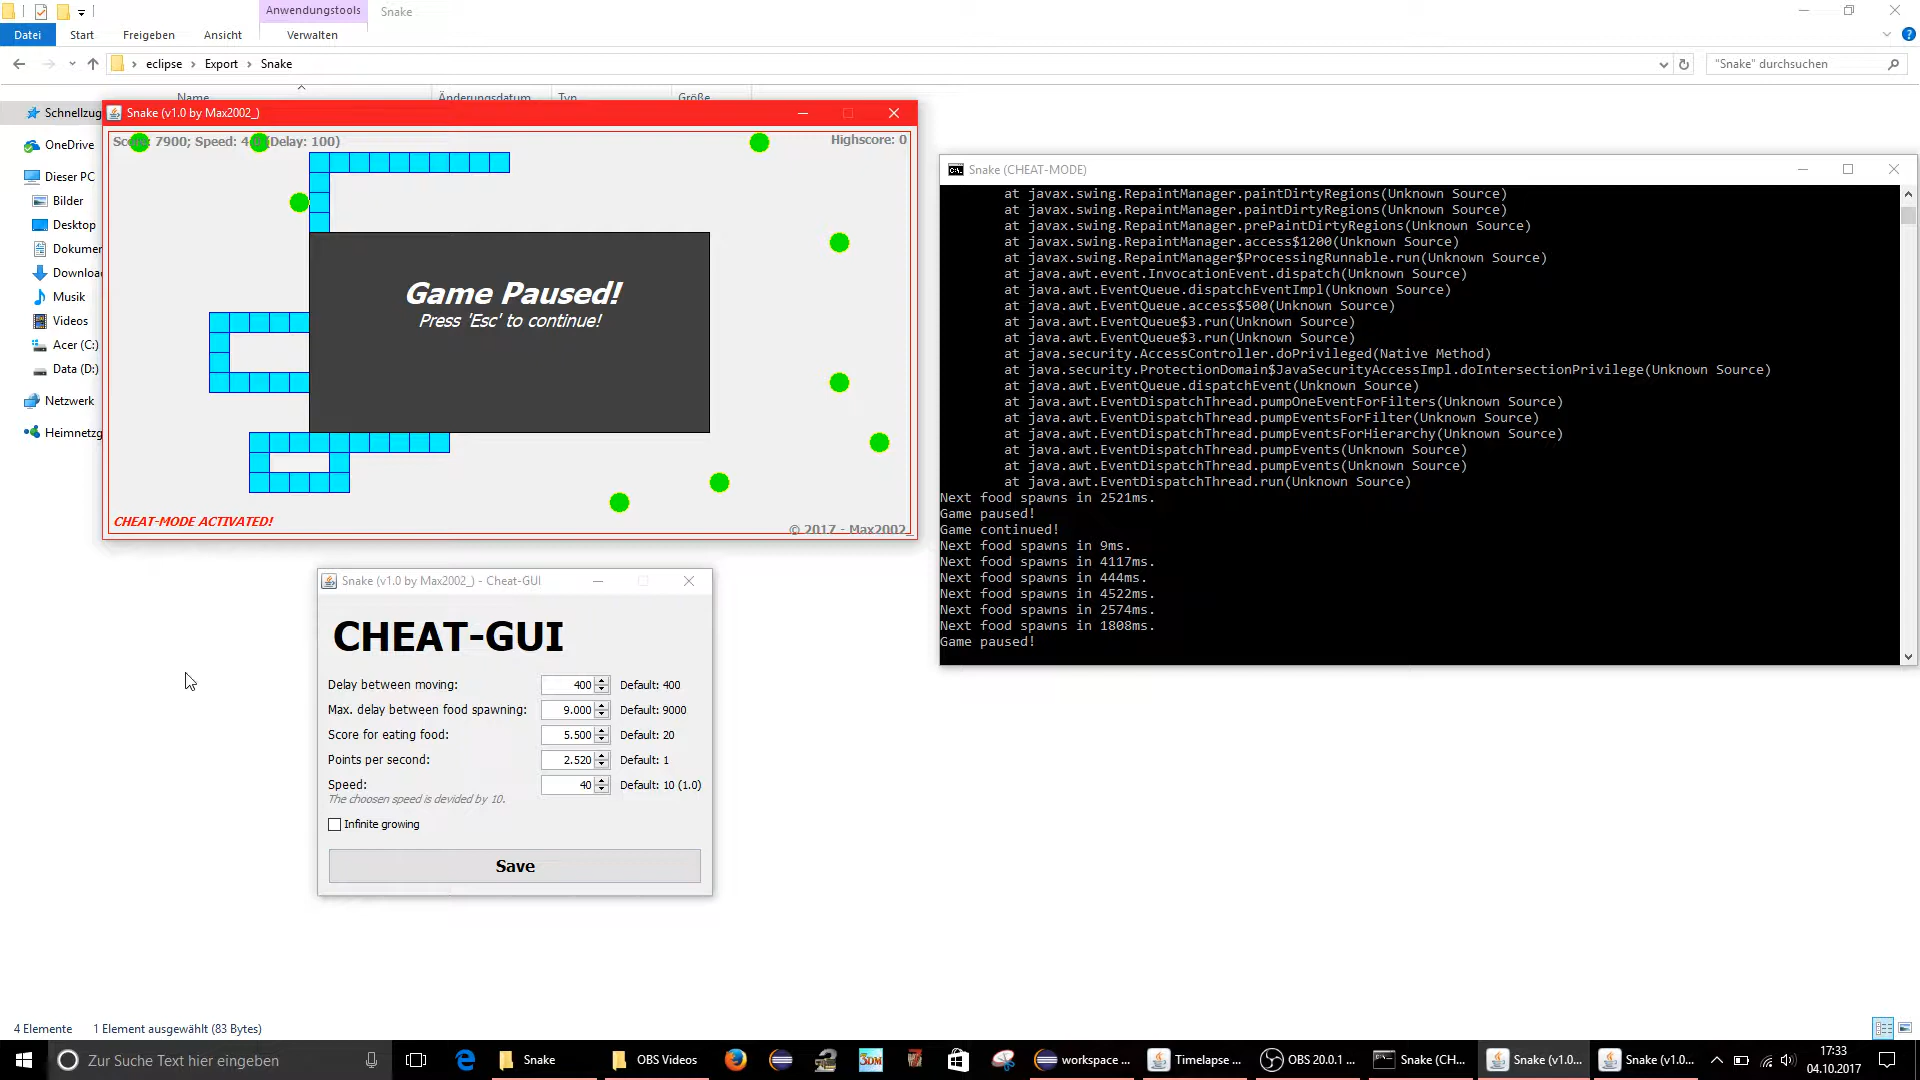 Anwendungstools
Snake
Datei
Start
Freigeben
Ansicht
Verwalten
eclipse
Export
Snake
"Snake" durchsuchen
Name
Änderungsdatum
Typ
Größe
Schnellzug
OneDrive
Dieser PC
Bilder
Desktop
Dokumen
Download
Musik
Videos
Acer (C:)
Data (D:)
Netzwerk
Heimnetzg
Snake (v1.0 by Max2002_)
Score: 7900; Speed: 4 (Delay: 100)
Highscore: 0
Game Paused!
Press 'Esc' to continue!
CHEAT-MODE ACTIVATED!
© 2017 - Max2002_
Snake (CHEAT-MODE)
at javax.swing.RepaintManager.paintDirtyRegions(Unknown Source)
at javax.swing.RepaintManager.paintDirtyRegions(Unknown Source)
at javax.swing.RepaintManager.prePaintDirtyRegions(Unknown Source)
at javax.swing.RepaintManager.access$1200(Unknown Source)
at javax.swing.RepaintManager$ProcessingRunnable.run(Unknown Source)
at java.awt.event.InvocationEvent.dispatch(Unknown Source)
at java.awt.EventQueue.dispatchEventImpl(Unknown Source)
at java.awt.EventQueue.access$500(Unknown Source)
at java.awt.EventQueue$3.run(Unknown Source)
at java.awt.EventQueue$3.run(Unknown Source)
at java.security.AccessController.doPrivileged(Native Method)
at java.security.ProtectionDomain$JavaSecurityAccessImpl.doIntersectionPrivilege(Unknown Source)
at java.awt.EventQueue.dispatchEvent(Unknown Source)
at java.awt.EventDispatchThread.pumpOneEventForFilters(Unknown Source)
at java.awt.EventDispatchThread.pumpEventsForFilter(Unknown Source)
at java.awt.EventDispatchThread.pumpEventsForHierarchy(Unknown Source)
at java.awt.EventDispatchThread.pumpEvents(Unknown Source)
at java.awt.EventDispatchThread.pumpEvents(Unknown Source)
at java.awt.EventDispatchThread.run(Unknown Source)
Next food spawns in 2521ms.
Game paused!
Game continued!
Next food spawns in 9ms.
Next food spawns in 4117ms.
Next food spawns in 444ms.
Next food spawns in 4522ms.
Next food spawns in 2574ms.
Next food spawns in 1808ms.
Game paused!
Snake (v1.0 by Max2002_) - Cheat-GUI
CHEAT-GUI
Delay between moving: 400 Default: 400
Max. delay between food spawning: 9.000 Default: 9000
Score for eating food: 5.500 Default: 20
Points per second: 2.520 Default: 1
Speed: 40 Default: 10 (1.0)
The choosen speed is devided by 10.
Infinite growing
Save
4 Elemente
1 Element ausgewählt (83 Bytes)
Zur Suche Text hier eingeben
Snake
OBS Videos
3DM
workspace ...
Timelapse ...
OBS 20.0.1 ...
Snake (CH...
Snake (v1.0...
Snake (v1.0...
17:33
04.10.2017